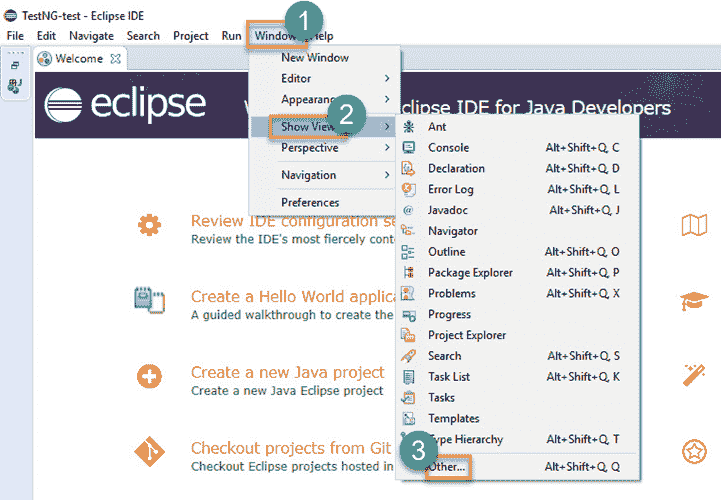 TestNG-test - Eclipse IDE
1
File Edit Navigate Search Project Run Window Help
Welcome
New Window
Editor
Appearance
2
Show View
Perspective
Navigation
Preferences
eclipse
W clipse IDE for Java Developers
Ant
Console Alt+Shift+Q, C
Declaration Alt+Shift+Q, D
Error Log Alt+Shift+Q, L
@ Javadoc Alt+Shift+Q, J
Navigator
Outline Alt+Shift+Q, O
Package Explorer Alt+Shift+Q, P
Problems Alt+Shift+Q, X
Progress
Project Explorer
Search Alt+Shift+Q, S
Task List Alt+Shift+Q, K
Tasks
Templates
Type Hierarchy Alt+Shift+Q, T
3
Other... Alt+Shift+Q, Q
Review IDE configuration se
Review the IDE's most fiercely conte
Create a Hello World applica
A guided walkthrough to create the
Create a new Java project
Create a new Java Eclipse project
Checkout projects from Git
Checkout Eclipse projects hosted in